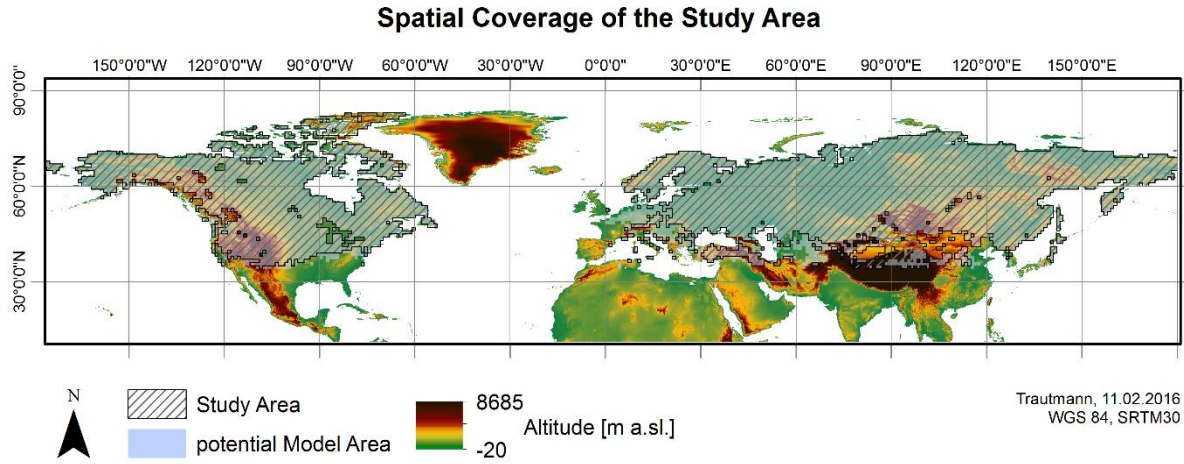 Spatial Coverage of the Study Area
150°0'0"W 120°0'0"W 90°0'0"W 60°0'0"W 30°0'0"W 0°0'0" 30°0'0"E 60°0'0"E 90°0'0"E 120°0'0"E 150°0'0"E
90°0'0"
60°0'0"N
30°0'0"N
N
Study Area
potential Model Area
8685
-20
Altitude [m a.sl.]
Trautmann, 11.02.2016
WGS 84, SRTM30